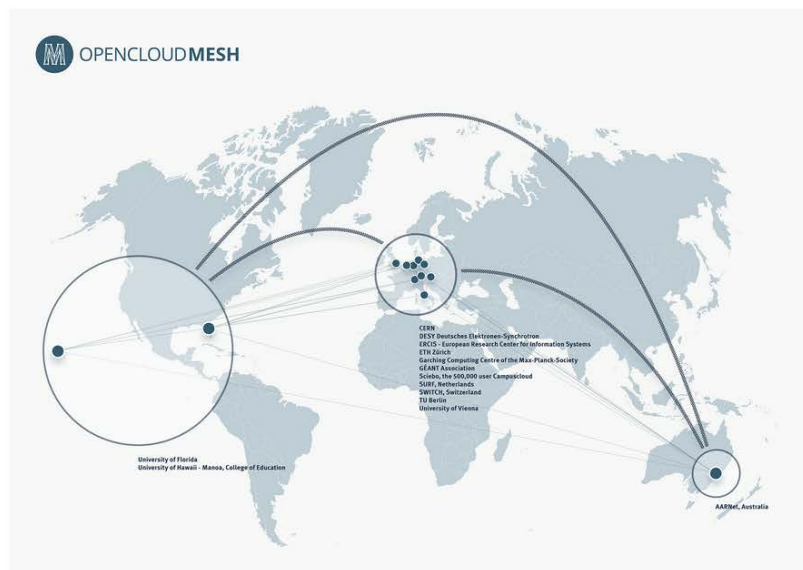 OPENCLOUDMESH
CERN
DESY Deutsches Elektronen-Synchrotron
ERCIS - European Research Center for Information Systems
ETH Zürich
Garching Computing Centre of the Max-Planck-Society
GÉANT Association
Sciebo, the 500,000 user Campuscloud
SURF, Netherlands
SWITCH, Switzerland
TU Berlin
University of Vienna
University of Florida
University of Hawaii - Manoa, College of Education
AARNet, Australia